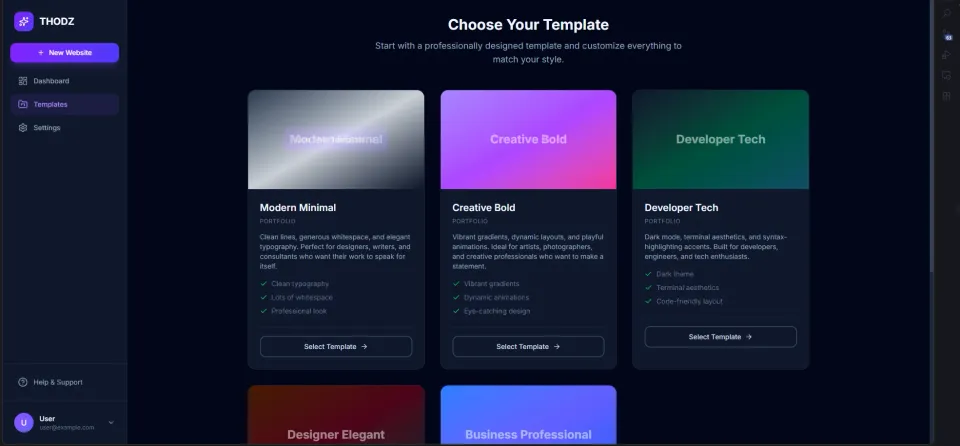 THODZ
+ New Website
Dashboard
Templates
Settings
Help & Support
U
User
user@example.com
Choose Your Template
Start with a professionally designed template and customize everything to
match your style.
Modern Minimal
Modern Minimal
PORTFOLIO
Clean lines, generous whitespace, and elegant
typography. Perfect for designers, writers, and
consultants who want their work to speak for
itself.
Clean typography
Lots of whitespace
Professional look
Select Template →
Creative Bold
Creative Bold
PORTFOLIO
Vibrant gradients, dynamic layouts, and playful
animations. Ideal for artists, photographers,
and creative professionals who want to make a
statement.
Vibrant gradients
Dynamic animations
Eye-catching design
Select Template →
Developer Tech
Developer Tech
PORTFOLIO
Dark mode, terminal aesthetics, and syntax-
highlighting accents. Built for developers,
engineers, and tech enthusiasts.
Dark theme
Terminal aesthetics
Code-friendly layout
Select Template →
Designer Elegant
Business Professional